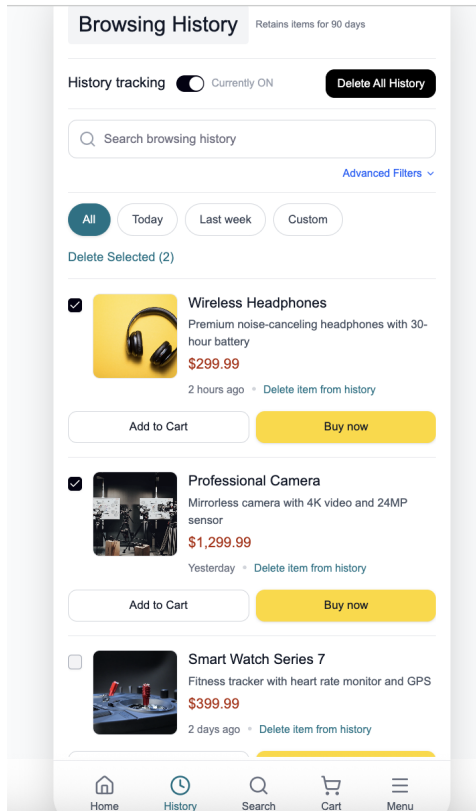 Browsing History
Retains items for 90 days
History tracking
Currently ON
Delete All History
Search browsing history
Advanced Filters
All
Today
Last week
Custom
Delete Selected (2)
Wireless Headphones
Premium noise-canceling headphones with 30-
hour battery
$299.99
2 hours ago • Delete item from history
Add to Cart
Buy now
Professional Camera
Mirrorless camera with 4K video and 24MP
sensor
$1,299.99
Yesterday • Delete item from history
Add to Cart
Buy now
Smart Watch Series 7
Fitness tracker with heart rate monitor and GPS
$399.99
2 days ago • Delete item from history
Home
History
Search
Cart
Menu